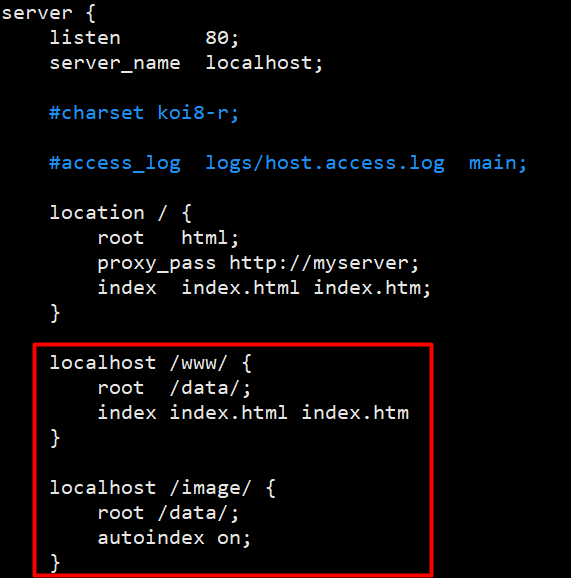 server {
    listen       80;
    server_name  localhost;
    #charset koi8-r;
    #access_log  logs/host.access.log  main;
    location / {
        root   html;
        proxy_pass http://myserver;
        index  index.html index.htm;
    }
    localhost /www/ {
        root  /data/;
        index index.html index.htm
    }
    localhost /image/ {
        root /data/;
        autoindex on;
    }